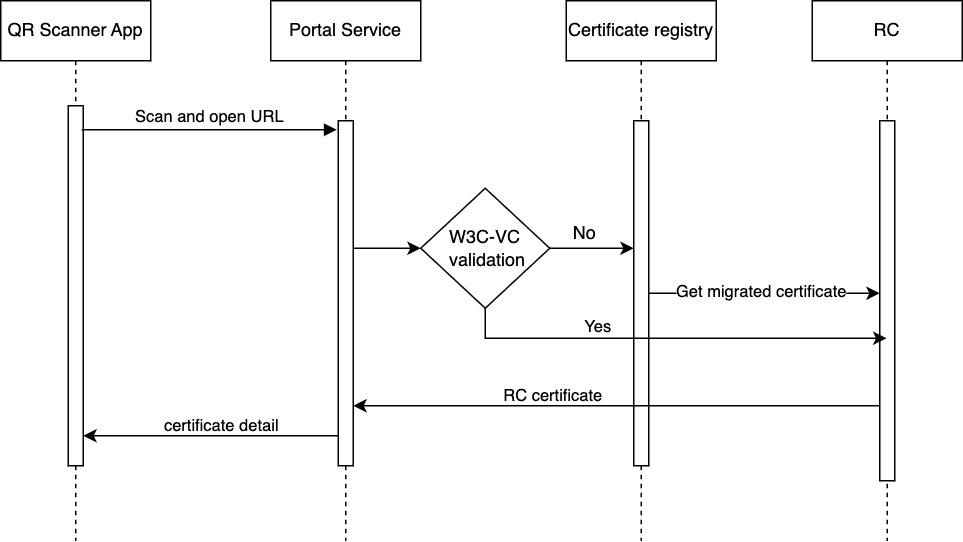 QR Scanner App
Portal Service
Certificate registry
RC
Scan and open URL
W3C-VC
validation
No
Get migrated certificate
Yes
RC certificate
certificate detail